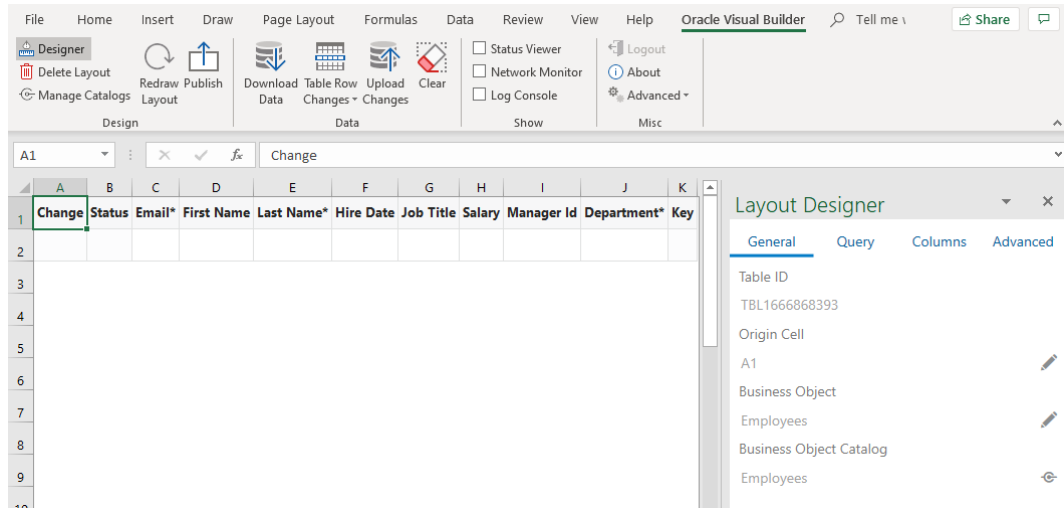 File Home Insert Draw Page Layout Formulas Data Review View Help Oracle Visual Builder Tell me Share
Designer
Delete Layout
Manage Catalogs
Redraw Layout
Publish
Design
Download Data
Table Row Changes
Upload Changes
Clear
Data
Status Viewer
Network Monitor
Log Console
Show
Logout
About
Advanced
Misc
A1 fx Change
A B C D E F G H I J K
1 Change Status Email* First Name Last Name* Hire Date Job Title Salary Manager Id Department* Key
2
3
4
5
6
7
8
9
Layout Designer
General Query Columns Advanced
Table ID
TBL1666868393
Origin Cell
A1
Business Object
Employees
Business Object Catalog
Employees